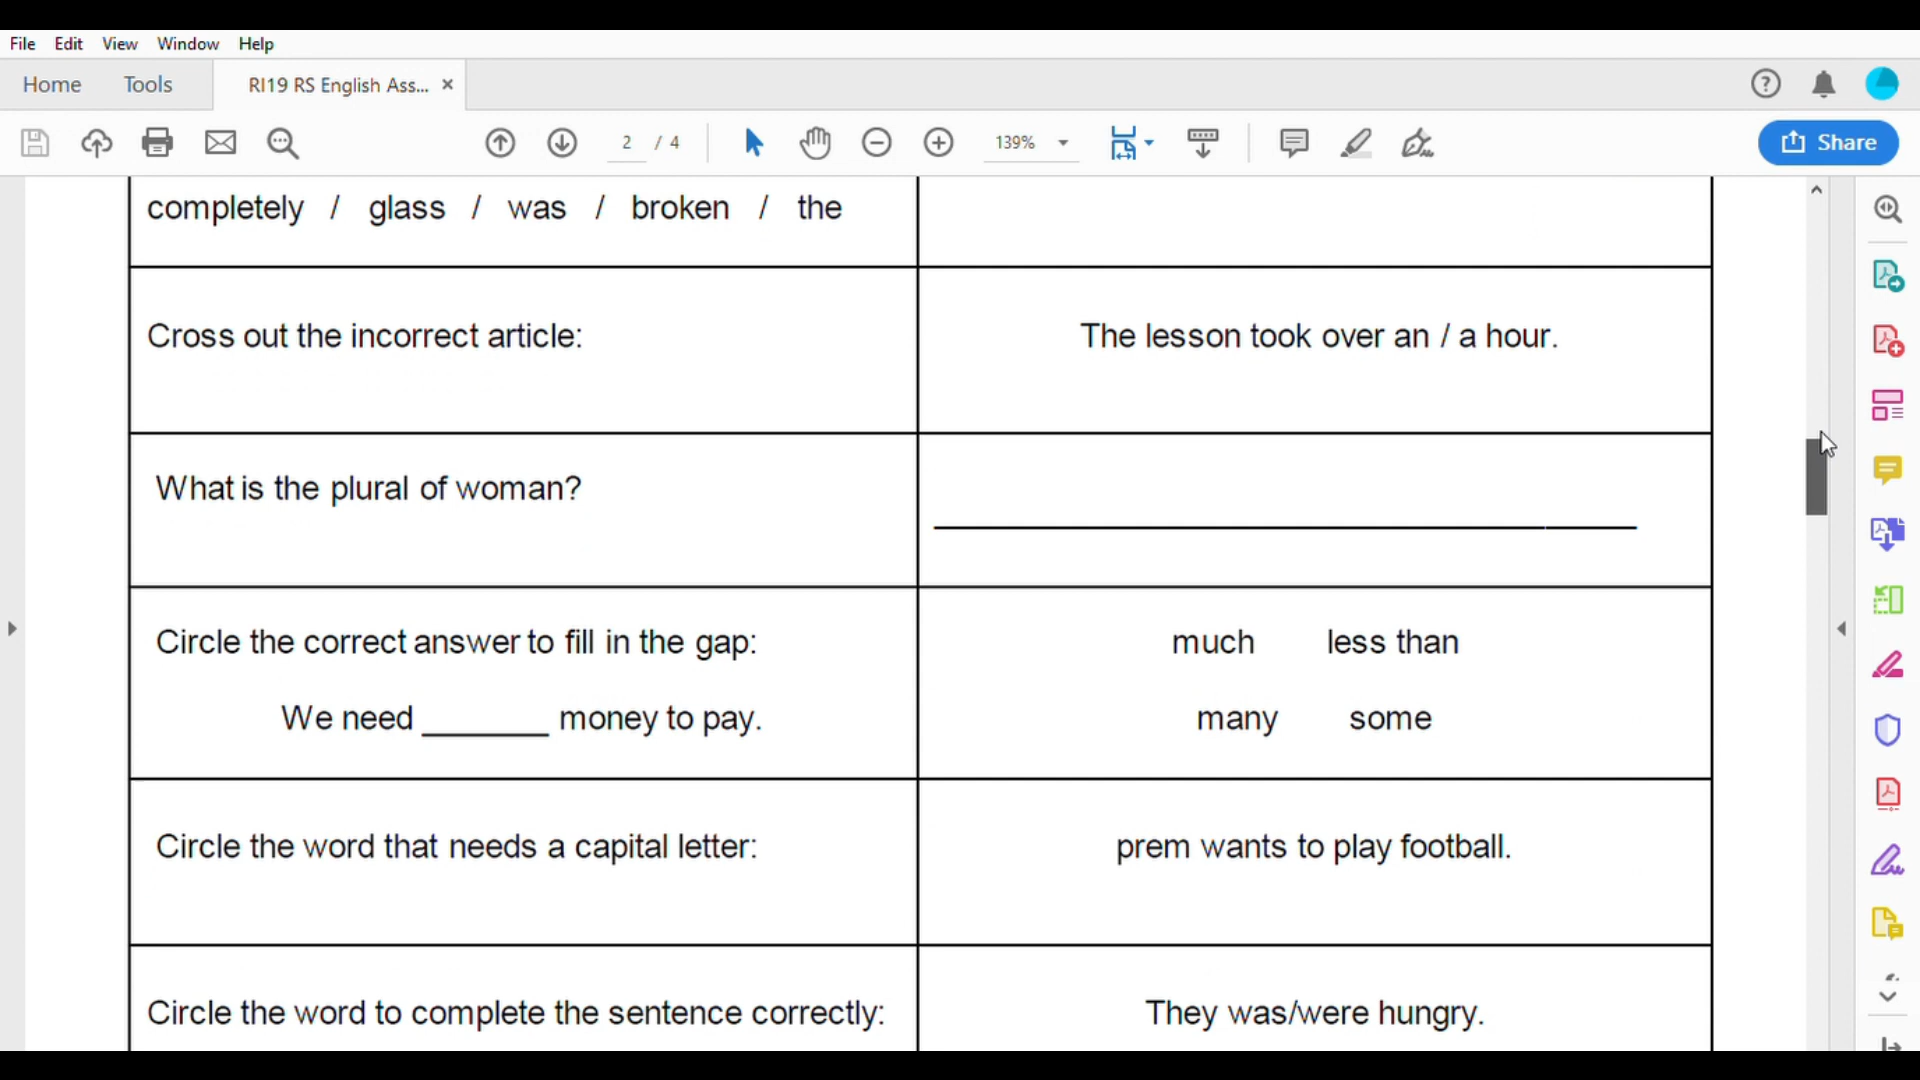 File Edit View Window Help
Home Tools RI19 RS English Ass... ×
2 / 4 139% Share
completely / glass / was / broken / the
Cross out the incorrect article: The lesson took over an / a hour.
What is the plural of woman?
Circle the correct answer to fill in the gap: much less than
We need _______ money to pay. many some
Circle the word that needs a capital letter: prem wants to play football.
Circle the word to complete the sentence correctly: They was/were hungry.